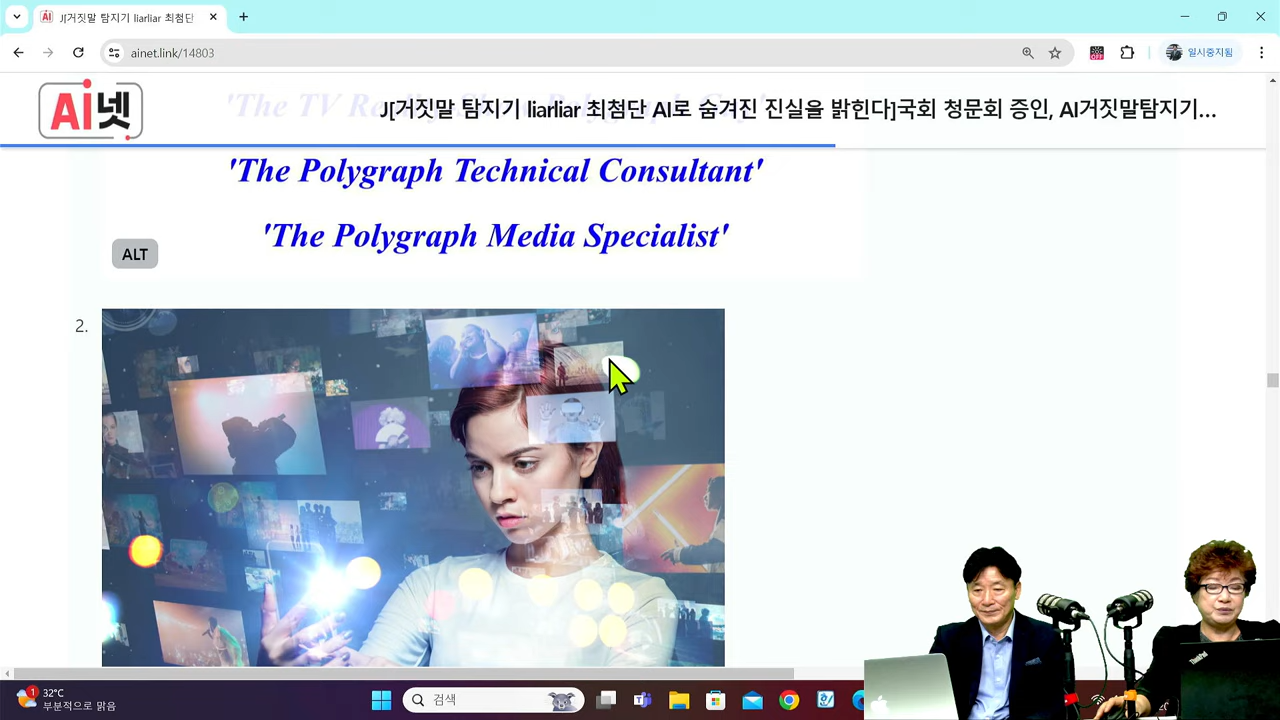 J[거짓말 탐지기 liarliar 최첨단
ainet.link/14803
OFF
일시중지됨
Ai넷
J[거짓말 탐지기 liarliar 최첨단 AI로 숨겨진 진실을 밝힌다]국회 청문회 증인, AI거짓말탐지기...
'The Polygraph Technical Consultant'
'The Polygraph Media Specialist'
ALT
2.
ThinkPad
1
32°C
부분적으로 맑음
검색